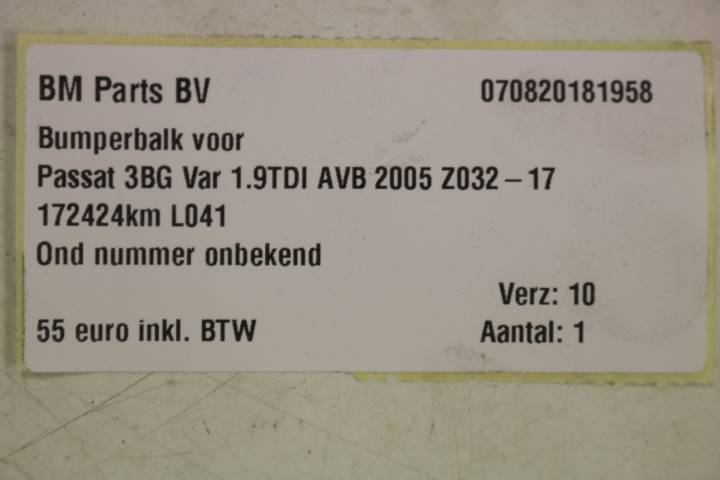 BM Parts BV 070820181958
Bumperbalk voor
Passat 3BG Var 1.9TDI AVB 2005 Z032-17
172424km L041
Ond nummer onbekend
Verz: 10
55 euro inkl. BTW Aantal: 1